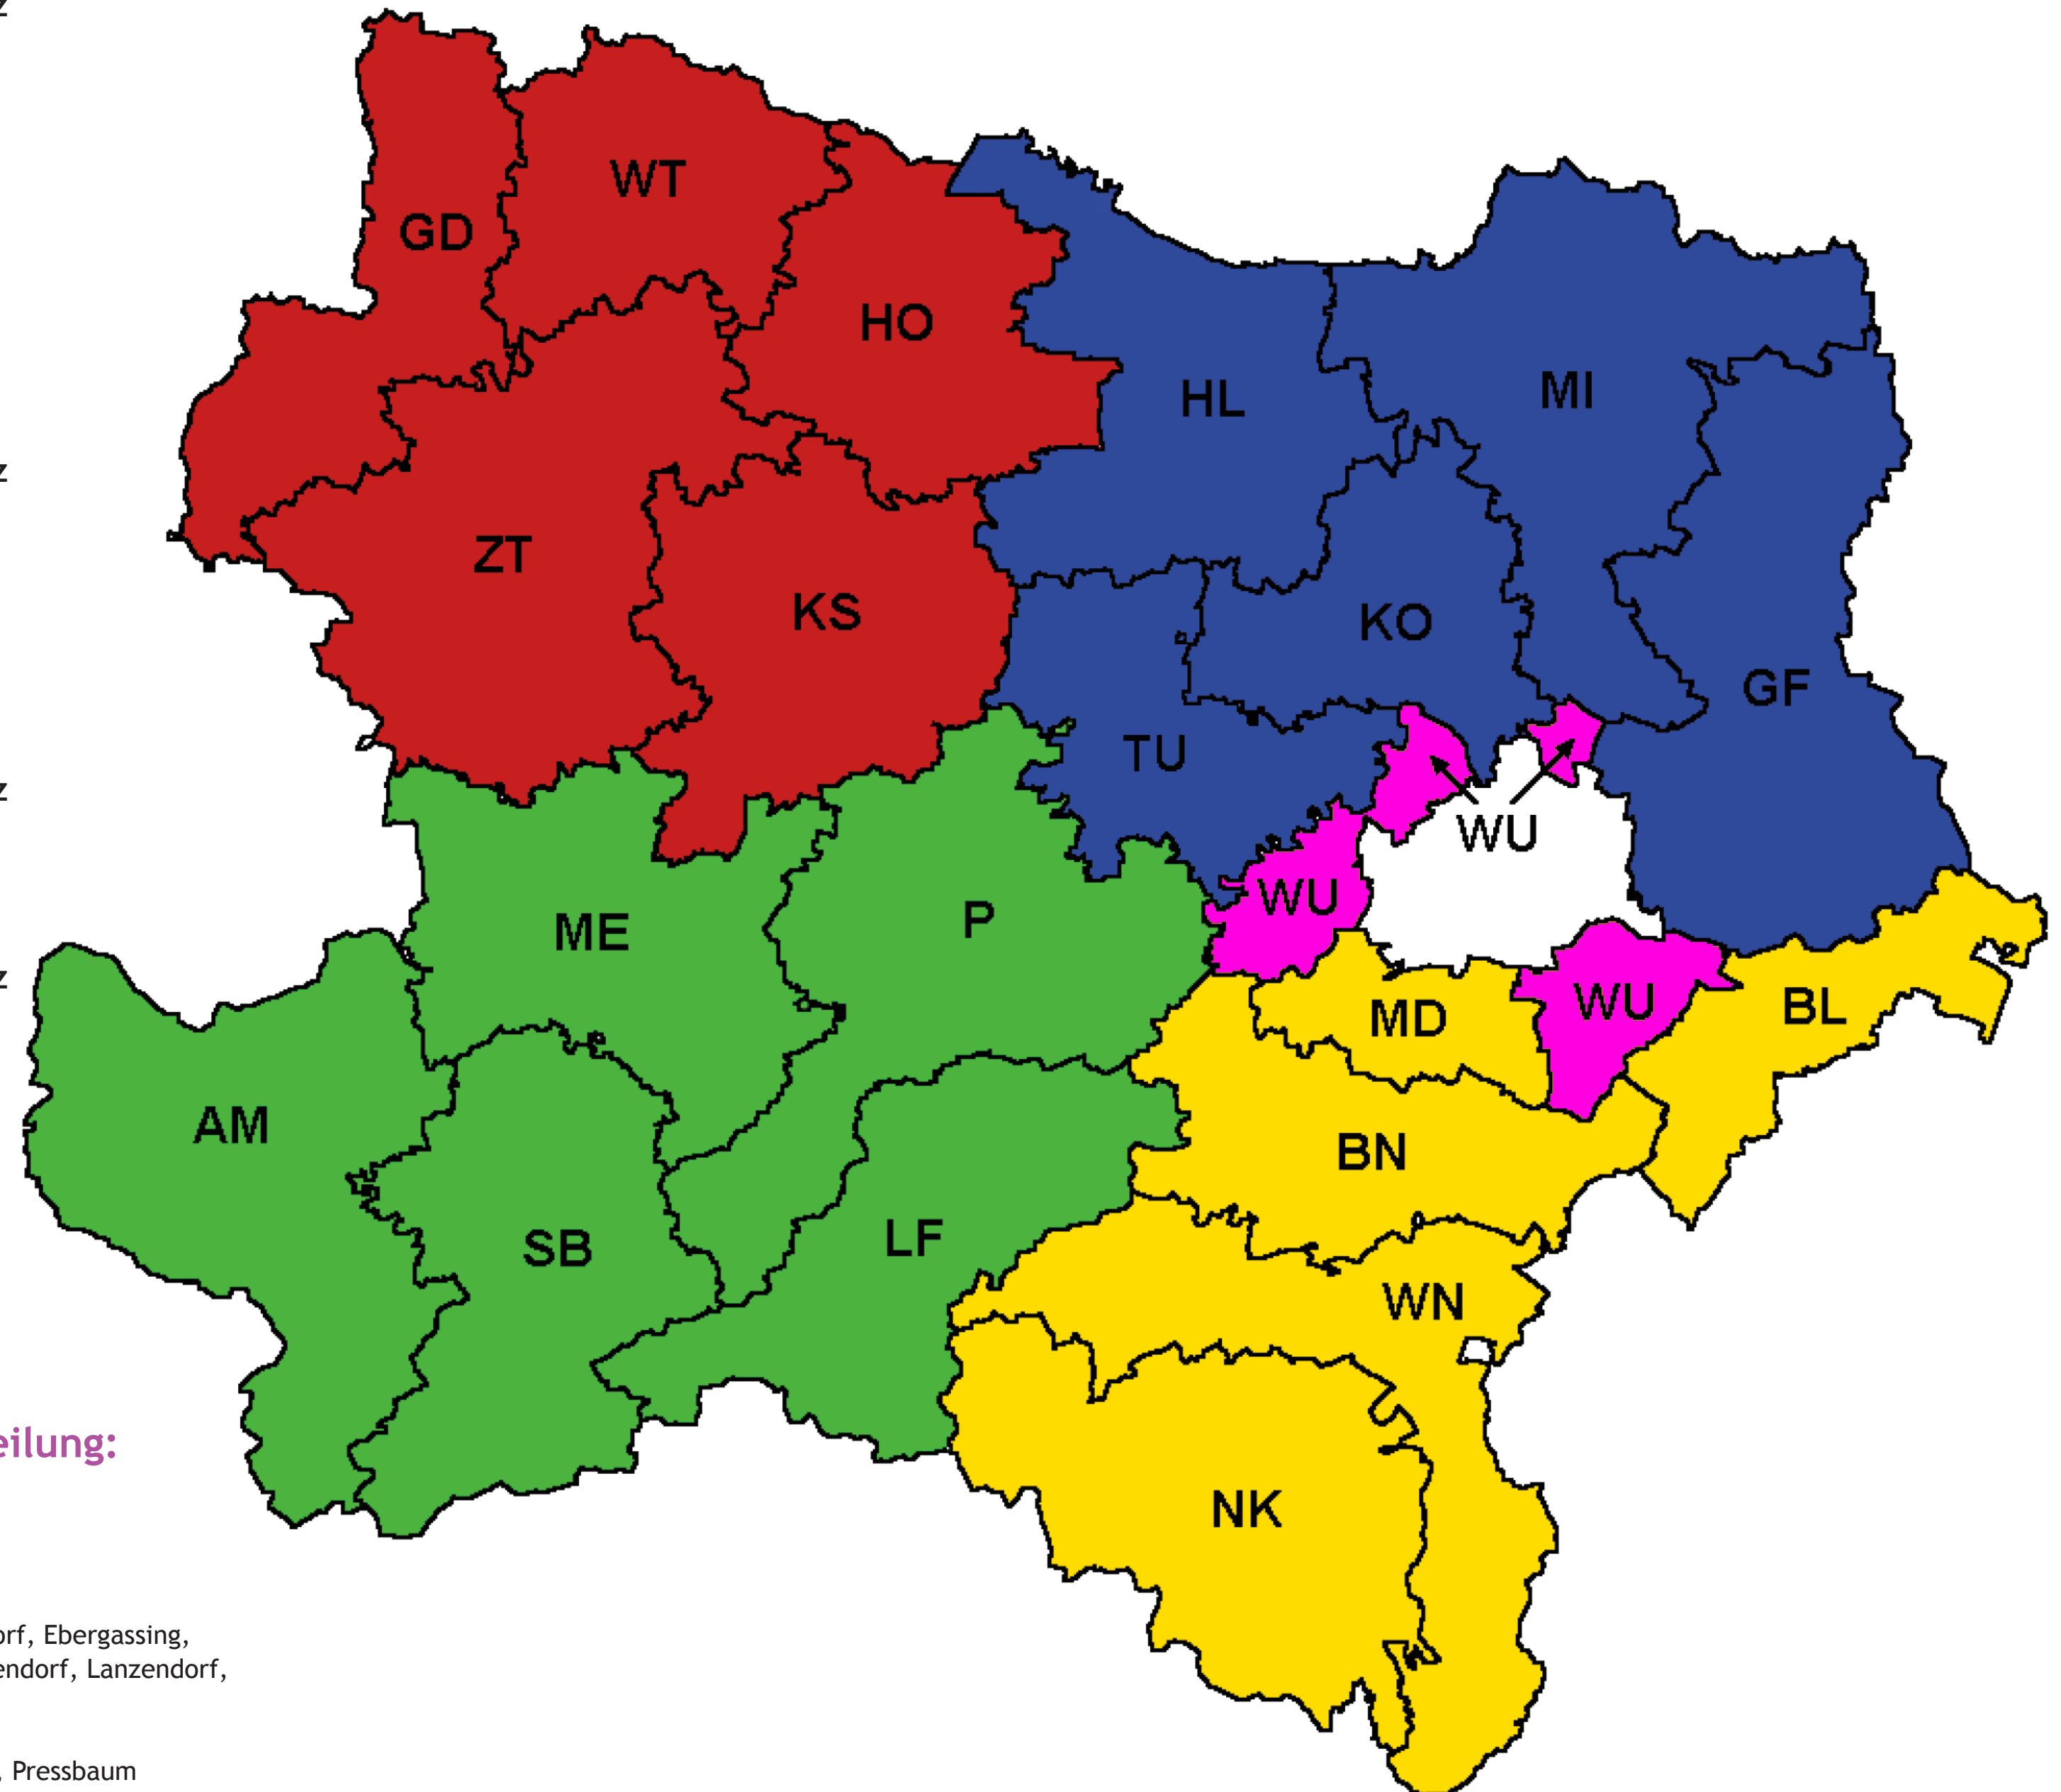 WT
GD
HO
HL
MI
ZT
KS
KO
GF
TU
WU
WU
P
ME
WU
BL
MD
AM
BN
SB
LF
WN
eilung:
NK
orf, Ebergassing,
endorf, Lanzendorf,
, Pressbaum